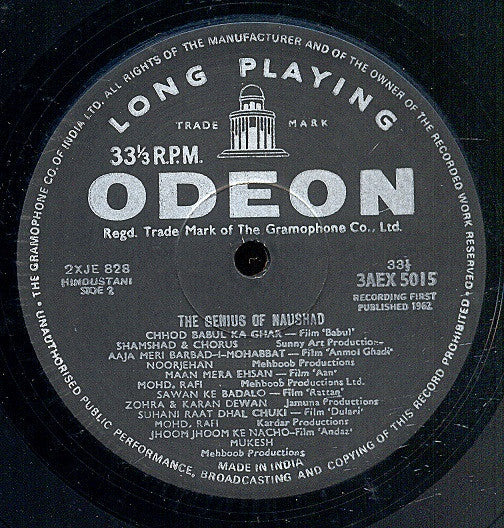 THE GRAMOPHONE CO. OF INDIA LTD. ALL RIGHTS OF THE MANUFACTURER AND OF THE OWNER OF THE RECORDED WORK RESERVED.
UNAUTHORISED PUBLIC PERFORMANCE, BROADCASTING AND COPYING OF THIS RECORD PROHIBITED.
LONG PLAYING
TRADE MARK
33⅓ R.P.M.
ODEON
Regd. Trade Mark of The Gramophone Co., Ltd.
2XJE 828
HINDUSTANI
SIDE 2
33⅓
3AEX 5015
RECORDING FIRST
PUBLISHED 1962
THE GENIUS OF NAUSHAD
CHHOD BABUL KA GHAR — Film 'Babul'
SHAMSHAD & CHORUS Sunny Art Production
AAJA MERI BARBAD-I-MOHABBAT — Film 'Anmol Ghadi'
NOORJEHAN Mehboob Productions
MAAN MERA EHSAN — Film 'Aan'
MOHD. RAFI Mehboob Productions Ltd.
SAWAN KE BADALO — Film 'Rattan'
ZOHRA & KARAN DEWAN Jamuna Productions
SUHANI RAAT DHAL CHUKI — Film 'Dulari'
MOHD. RAFI Kardar Productions
JHOOM JHOOM KE NACHO—Film 'Andaz'
MUKESH
Mehboob Productions
MADE IN INDIA